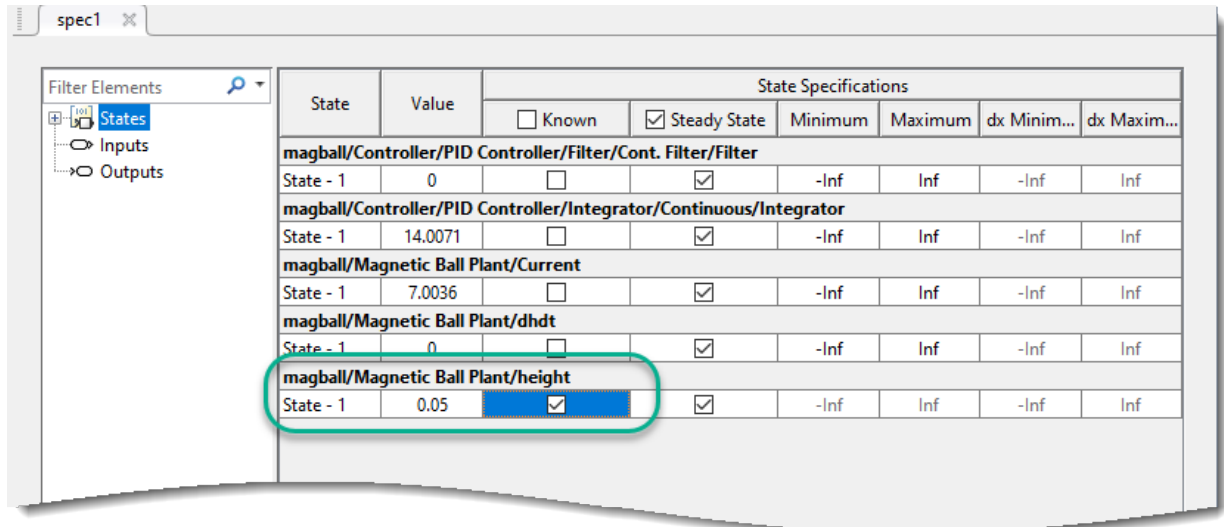 spec1
Filter Elements
States
Inputs
Outputs
State Value State Specifications
Known Steady State Minimum Maximum dx Minim... dx Maxim...
magball/Controller/PID Controller/Filter/Cont. Filter/Filter
State - 1 0 -Inf Inf -Inf Inf
magball/Controller/PID Controller/Integrator/Continuous/Integrator
State - 1 14.0071 -Inf Inf -Inf Inf
magball/Magnetic Ball Plant/Current
State - 1 7.0036 -Inf Inf -Inf Inf
magball/Magnetic Ball Plant/dhdt
State - 1 0 -Inf Inf -Inf Inf
magball/Magnetic Ball Plant/height
State - 1 0.05 -Inf Inf -Inf Inf